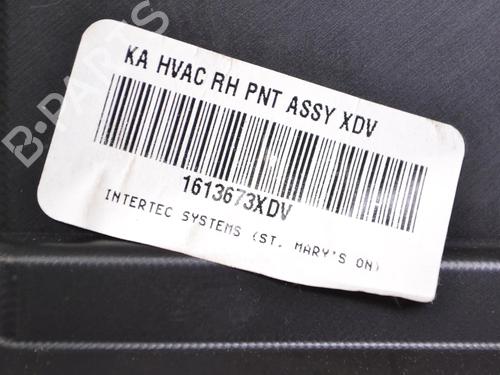 KA HVAC RH PNT ASSY XDV
1613673XDV
INTERTEC SYSTEMS (ST. MARY'S ON)
B-PARTS